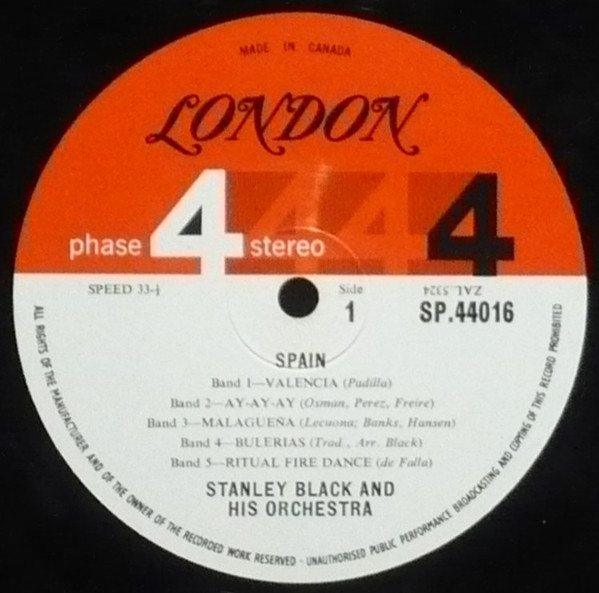 MADE IN CANADA
LONDON
phase 4 stereo 4 4 4
SPEED 33⅓
Side
1
ZAL.5324
SP.44016
SPAIN
Band 1—VALENCIA (Padilla)
Band 2—AY-AY-AY (Osman, Perez, Freire)
Band 3—MALAGUEÑA (Lecuona; Banks, Hansen)
Band 4—BULERIAS (Trad., Arr. Black)
Band 5—RITUAL FIRE DANCE (de Falla)
STANLEY BLACK AND
HIS ORCHESTRA
ALL RIGHTS OF THE MANUFACTURER AND OF THE OWNER OF THE RECORDED WORK RESERVED · UNAUTHORISED PUBLIC PERFORMANCE BROADCASTING AND COPYING OF THIS RECORD PROHIBITED